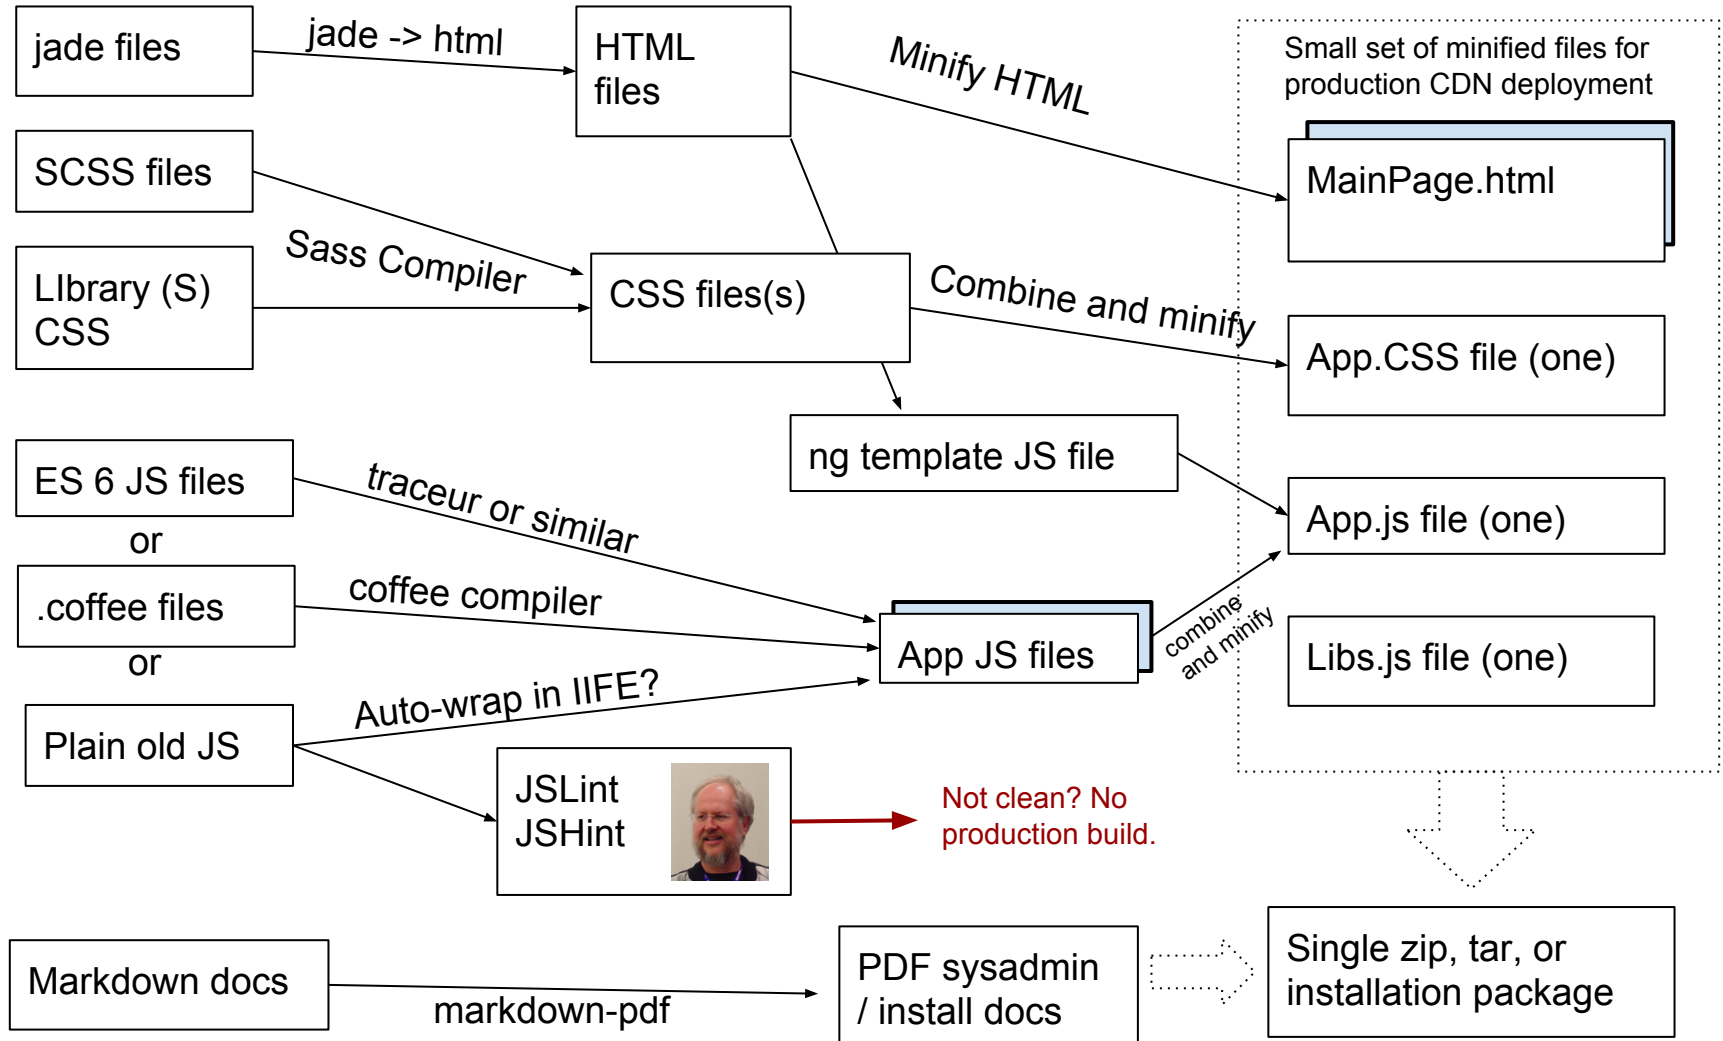 jade files
jade -> html
HTML
files
Minify HTML
Small set of minified files for
production CDN deployment
MainPage.html
SCSS files
Sass Compiler
LIbrary (S)
CSS
CSS files(s)
Combine and minify
App.CSS file (one)
ng template JS file
ES 6 JS files
traceur or similar
App.js file (one)
or
.coffee files
coffee compiler
App JS files
combine
and minify
Libs.js file (one)
or
Plain old JS
Auto-wrap in IIFE?
JSLint
JSHint
Not clean? No
production build.
Markdown docs
markdown-pdf
PDF sysadmin
/ install docs
Single zip, tar, or
installation package